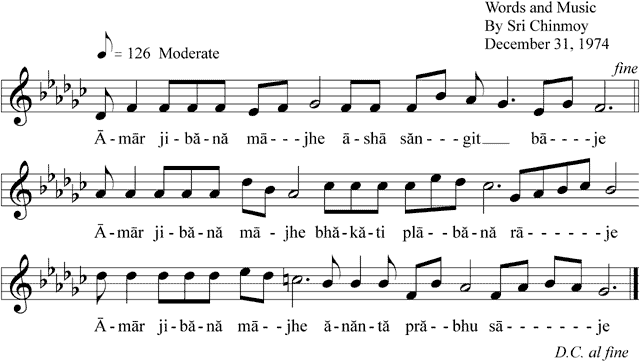 Words and Music
By Sri Chinmoy
December 31, 1974
= 126 Moderate
fine
Ā-mār ji-bă-nă mā---jhe ā-shā săn-git__ bā---je
Ā-mār ji-bă-nă mā-jhe bhă-kă-ti plā-bă-nă rā-----je
Ā-mār ji-bă-nă mā--jhe ă-năn-tă pră--bhu sā-------je
D.C. al fine